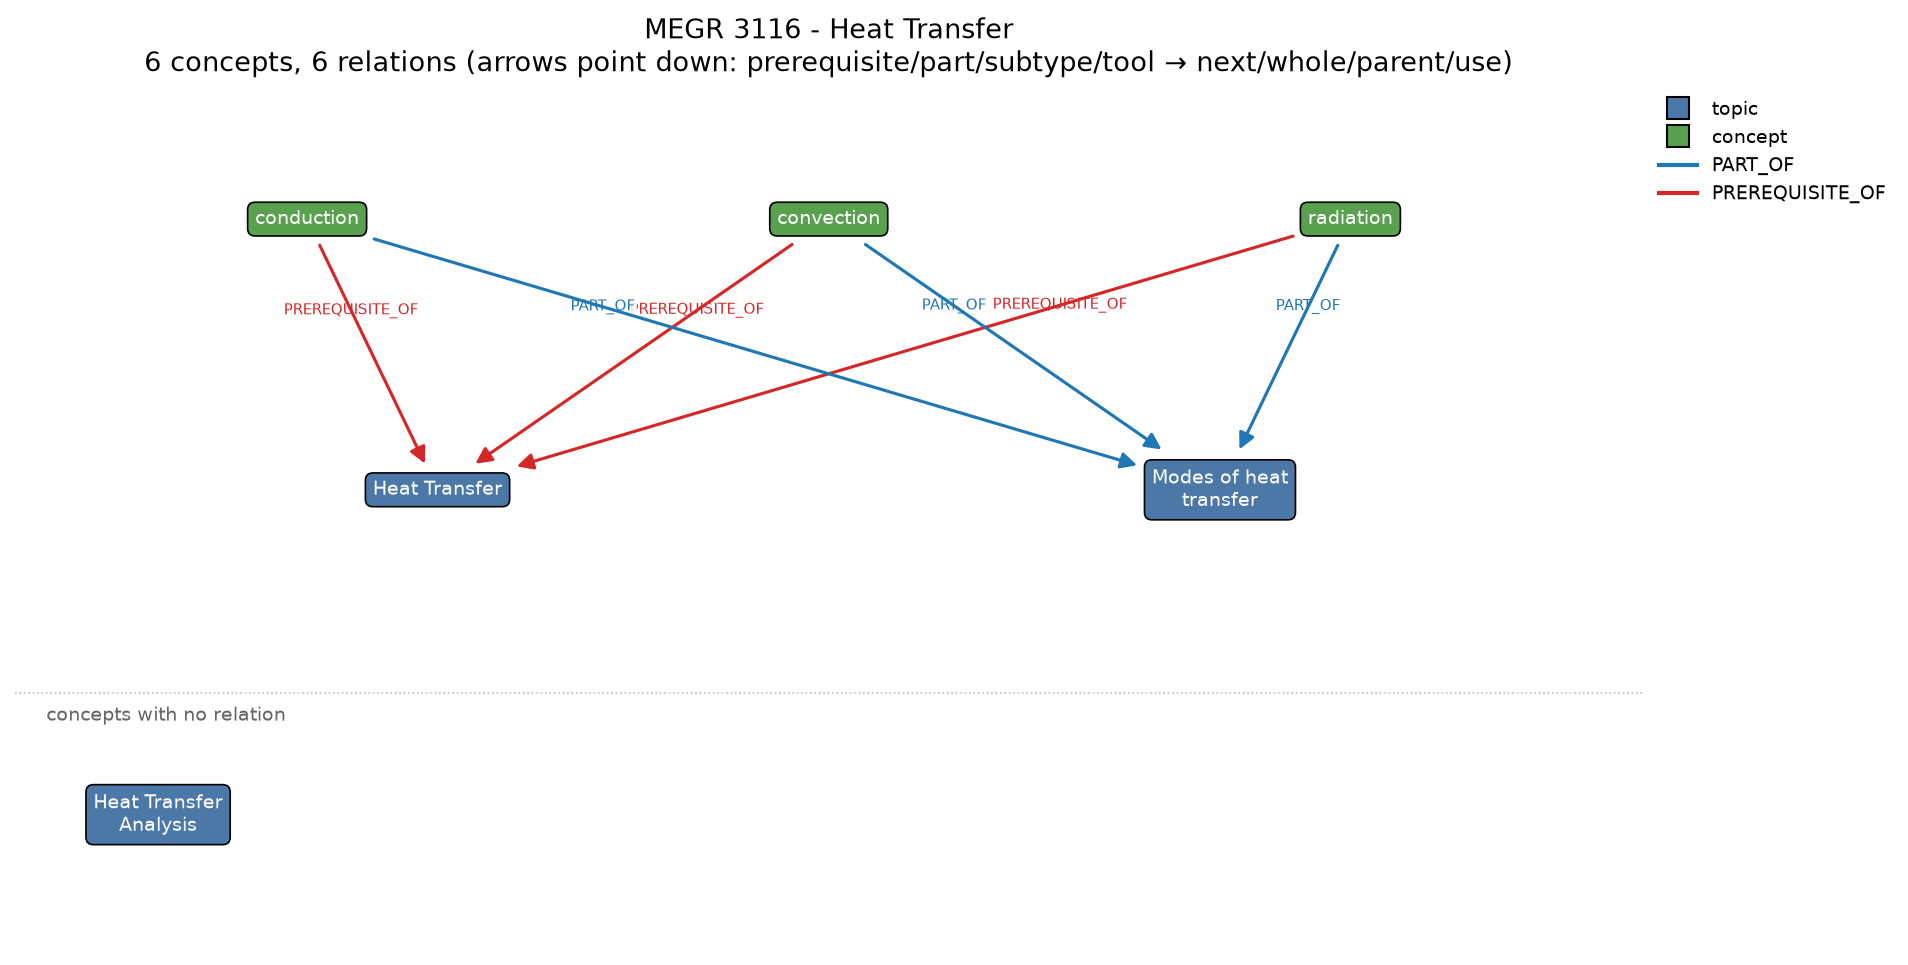 MEGR 3116 - Heat Transfer
6 concepts, 6 relations (arrows point down: prerequisite/part/subtype/tool → next/whole/parent/use)
topic
concept
PART_OF
PREREQUISITE_OF
conduction
convection
radiation
PREREQUISITE_OF
PART_OF
REREQUISITE_OF
PART_OF
PREREQUISITE_OF
PART_OF
Heat Transfer
Modes of heat
transfer
concepts with no relation
Heat Transfer
Analysis